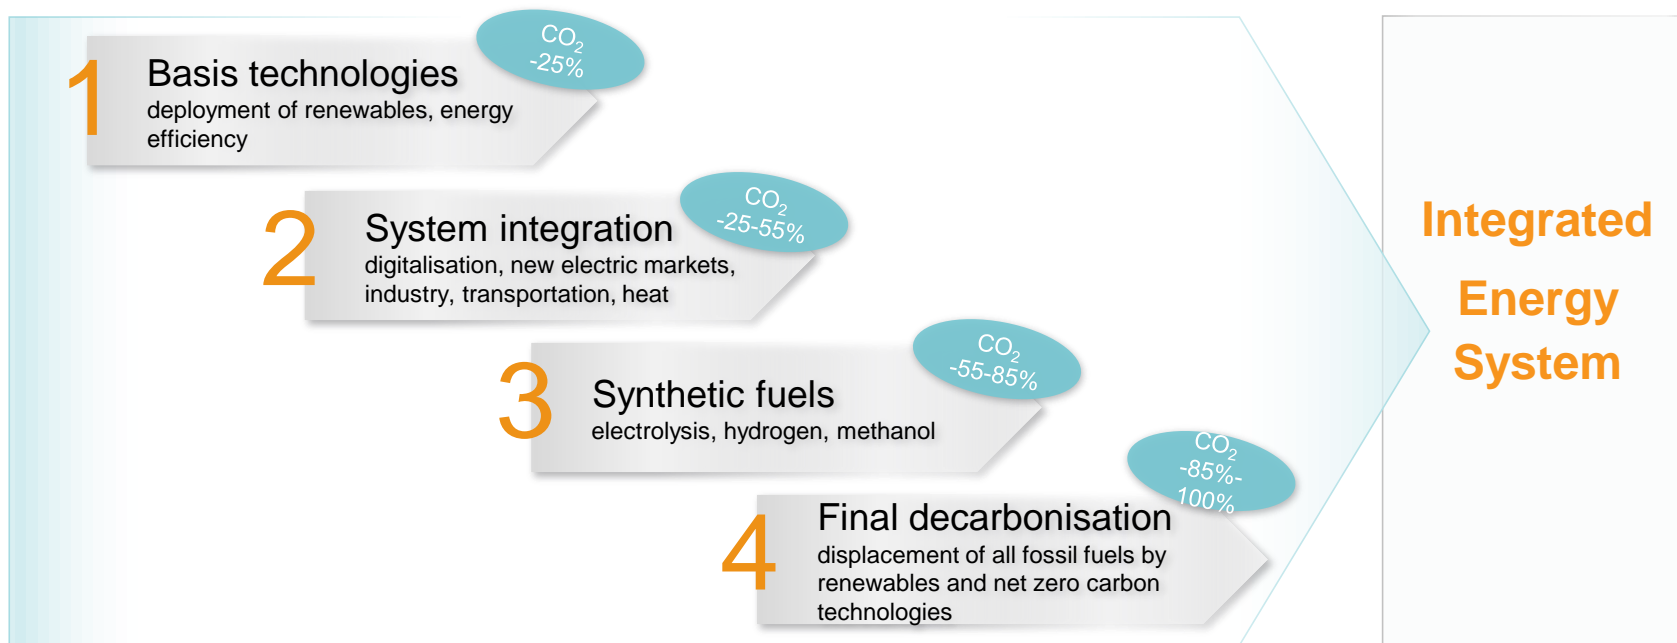 1
Basis technologies
deployment of renewables, energy
efficiency
CO₂
-25%
2
System integration
digitalisation, new electric markets,
industry, transportation, heat
CO₂
-25-55%
3
Synthetic fuels
electrolysis, hydrogen, methanol
CO₂
-55-85%
4
Final decarbonisation
displacement of all fossil fuels by
renewables and net zero carbon
technologies
CO₂
-85%-
100%
Integrated
Energy
System